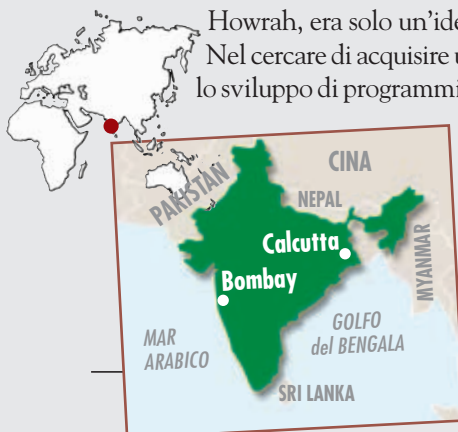 Howrah, era solo un'ide
Nel cercare di acquisire
lo sviluppo di programmi
CINA
PAKISTAN
NEPAL
Calcutta
MYANMAR
Bombay
GOLFO
del BENGALA
MAR
ARABICO
SRI LANKA